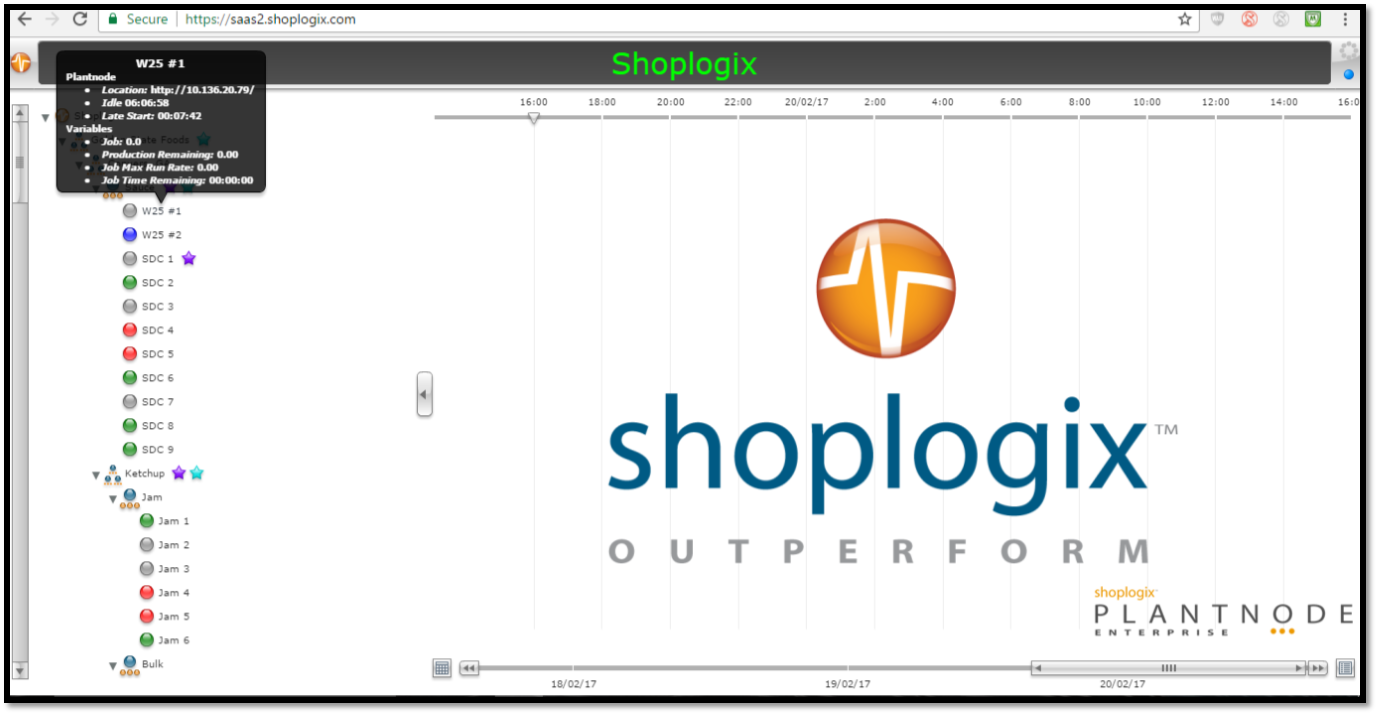 Secure
https://saas2.shoplogix.com
Shoplogix
W25 #1
Plantnode
Location: http://10.136.20.79/
Idle 06:06:58
Late Start: 00:07:42
Variables
Job: 0.0
Production Remaining: 0.00
Job Max Run Rate: 0.00
Job Time Remaining: 00:00:00
16:00 18:00 20:00 22:00 20/02/17 2:00 4:00 6:00 8:00 10:00 12:00 14:00 16:0
W25 #1
W25 #2
SDC 1
SDC 2
SDC 3
SDC 4
SDC 5
SDC 6
SDC 7
SDC 8
SDC 9
Ketchup
Jam
Jam 1
Jam 2
Jam 3
Jam 4
Jam 5
Jam 6
Bulk
shoplogix™
OUTPERFORM
shoplogix
PLANTNODE
ENTERPRISE
18/02/17 19/02/17 20/02/17